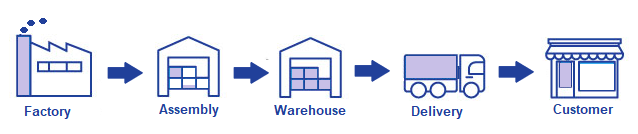 Factory
Assembly
Warehouse
Delivery
Customer